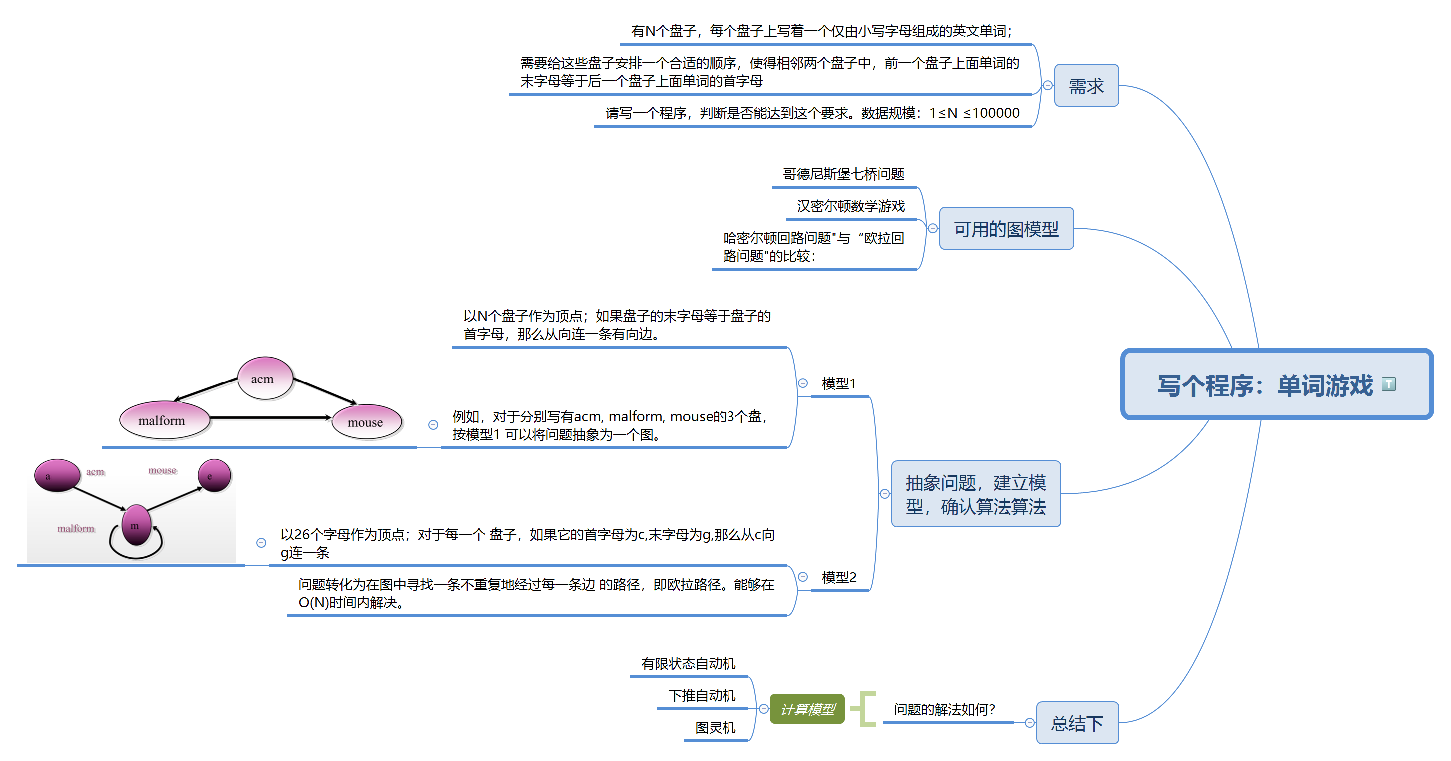 写个程序：单词游戏
需求
有N个盘子，每个盘子上写着一个仅由小写字母组成的英文单词；
需要给这些盘子安排一个合适的顺序，使得相邻两个盘子中，前一个盘子上面单词的
末字母等于后一个盘子上面单词的首字母
请写一个程序，判断是否能达到这个要求。数据规模：1≤N ≤100000
可用的图模型
哥德尼斯堡七桥问题
汉密尔顿数学游戏
哈密尔顿回路问题"与“欧拉回
路问题"的比较：
抽象问题，建立模
型，确认算法算法
模型1
以N个盘子作为顶点；如果盘子的末字母等于盘子的
首字母，那么从向连一条有向边。
例如，对于分别写有acm, malform, mouse的3个盘，
按模型1 可以将问题抽象为一个图。
acm
malform
mouse
模型2
以26个字母作为顶点；对于每一个 盘子，如果它的首字母为c,末字母为g,那么从c向
g连一条
a
acm
mouse
e
malform
m
问题转化为在图中寻找一条不重复地经过每一条边 的路径，即欧拉路径。能够在
O(N)时间内解决。
总结下
问题的解法如何？
计算模型
有限状态自动机
下推自动机
图灵机